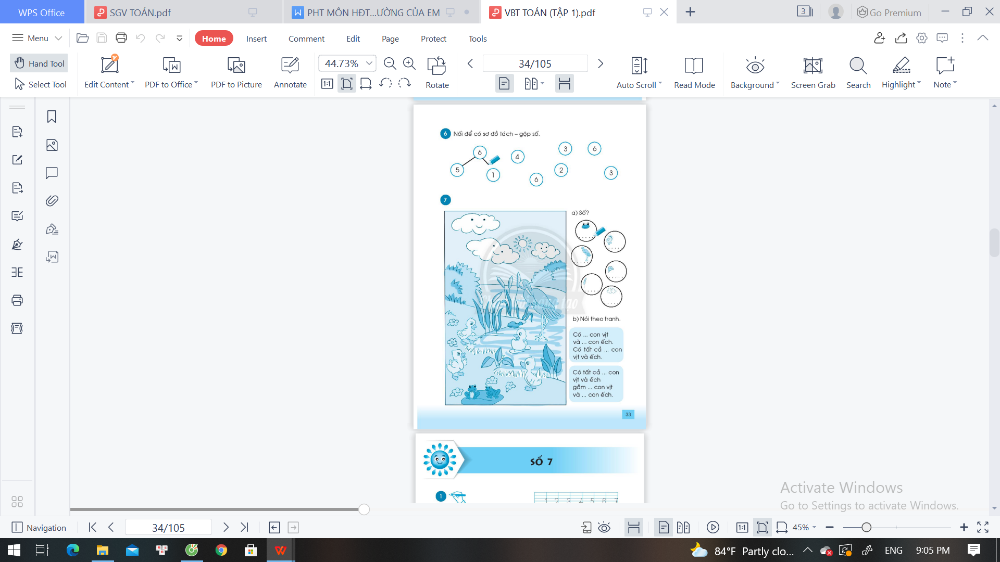 WPS Office
SGV TOÁN.pdf
PHT MÔN HĐT...ƯỜNG CỦA EM
VBT TOÁN (TẬP 1).pdf
3
Go Premium
Menu
Home
Insert
Comment
Edit
Page
Protect
Tools
Hand Tool
Select Tool
Edit Content
PDF to Office
PDF to Picture
Annotate
44.73%
1:1
Rotate
34/105
Auto Scroll
Read Mode
Background
Screen Grab
Search
Highlight
Note
6 Nối để có sơ đồ tách – gộp số.
6
5
1
4
6
3
2
6
3
7
a) Số?
.....
.....
.....
.....
.....
.....
b) Nói theo tranh.
Có ... con vịt
và ... con ếch.
Có tất cả ... con
vịt và ếch.
Có tất cả ... con
vịt và ếch
gồm ... con vịt
và ... con ếch.
33
SỐ 7
1
1 2 3 4 5 6 7
Activate Windows
Go to Settings to activate Windows.
Navigation
34/105
1:1
45%
84°F Partly clo...
ENG
9:05 PM